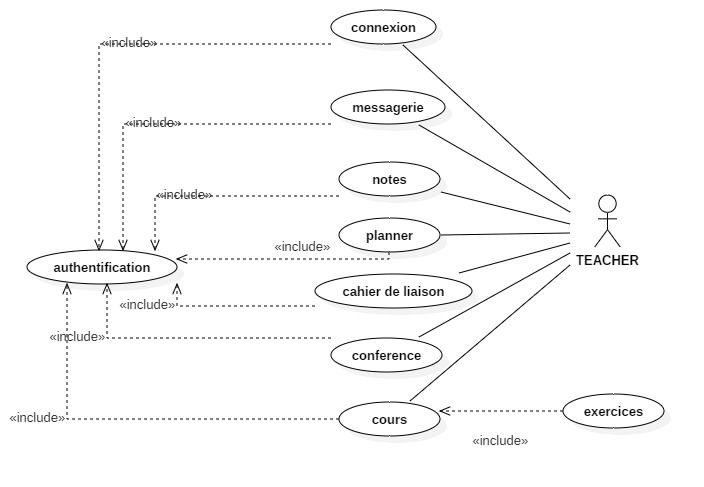 connexion
«include»
messagerie
«include»
notes
«include»
planner
«include»
TEACHER
authentification
cahier de liaison
«include»
«include»
conference
exercices
cours
«include»
«include»